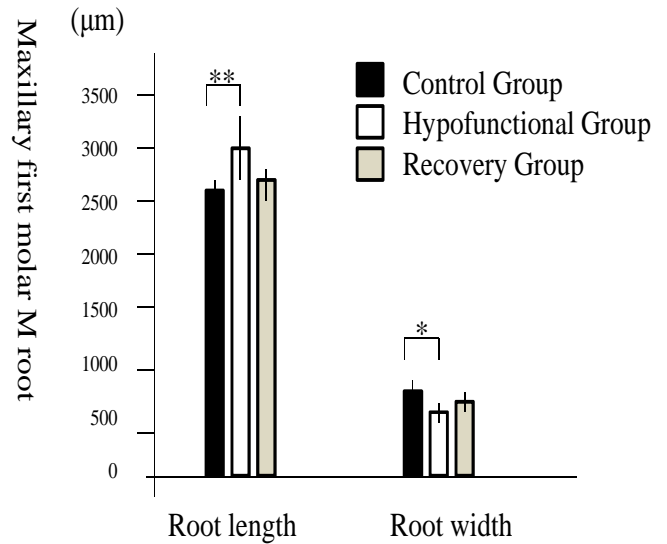 (μm)
Maxillary first molar M root
**
Control Group
Hypofunctional Group
Recovery Group
3500
3000
2500
2000
1500
1000
500
0
*
Root length
Root width